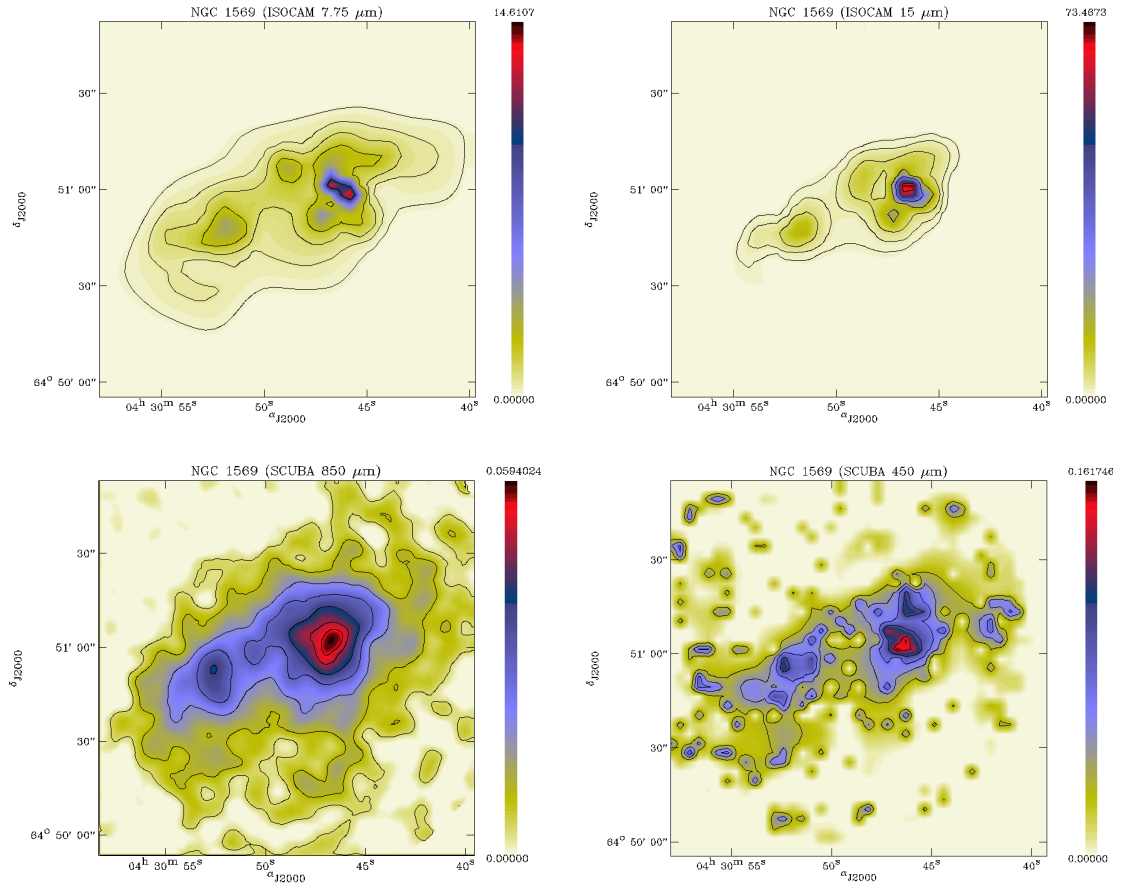 NGC 1569 (ISOCAM 7.75 μm)
14.6107
30″
51′ 00″
30″
64° 50′ 00″
δJ2000
04ʰ 30ᵐ 55ˢ
50ˢ
45ˢ
40ˢ
αJ2000
0.00000
NGC 1569 (ISOCAM 15 μm)
73.4673
30″
51′ 00″
30″
64° 50′ 00″
δJ2000
04ʰ 30ᵐ 55ˢ
50ˢ
45ˢ
40ˢ
αJ2000
0.00000
NGC 1569 (SCUBA 850 μm)
0.0594024
30″
51′ 00″
30″
64° 50′ 00″
δJ2000
04ʰ 30ᵐ 55ˢ
50ˢ
45ˢ
40ˢ
αJ2000
0.00000
NGC 1569 (SCUBA 450 μm)
0.161746
30″
51′ 00″
30″
64° 50′ 00″
δJ2000
04ʰ 30ᵐ 55ˢ
50ˢ
45ˢ
40ˢ
αJ2000
0.00000